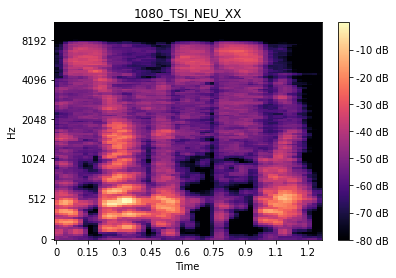 1080_TSI_NEU_XX
8192
4096
2048
1024
512
0
Hz
0 0.15 0.3 0.45 0.6 0.75 0.9 1.1 1.2
Time
-10 dB
-20 dB
-30 dB
-40 dB
-50 dB
-60 dB
-70 dB
-80 dB